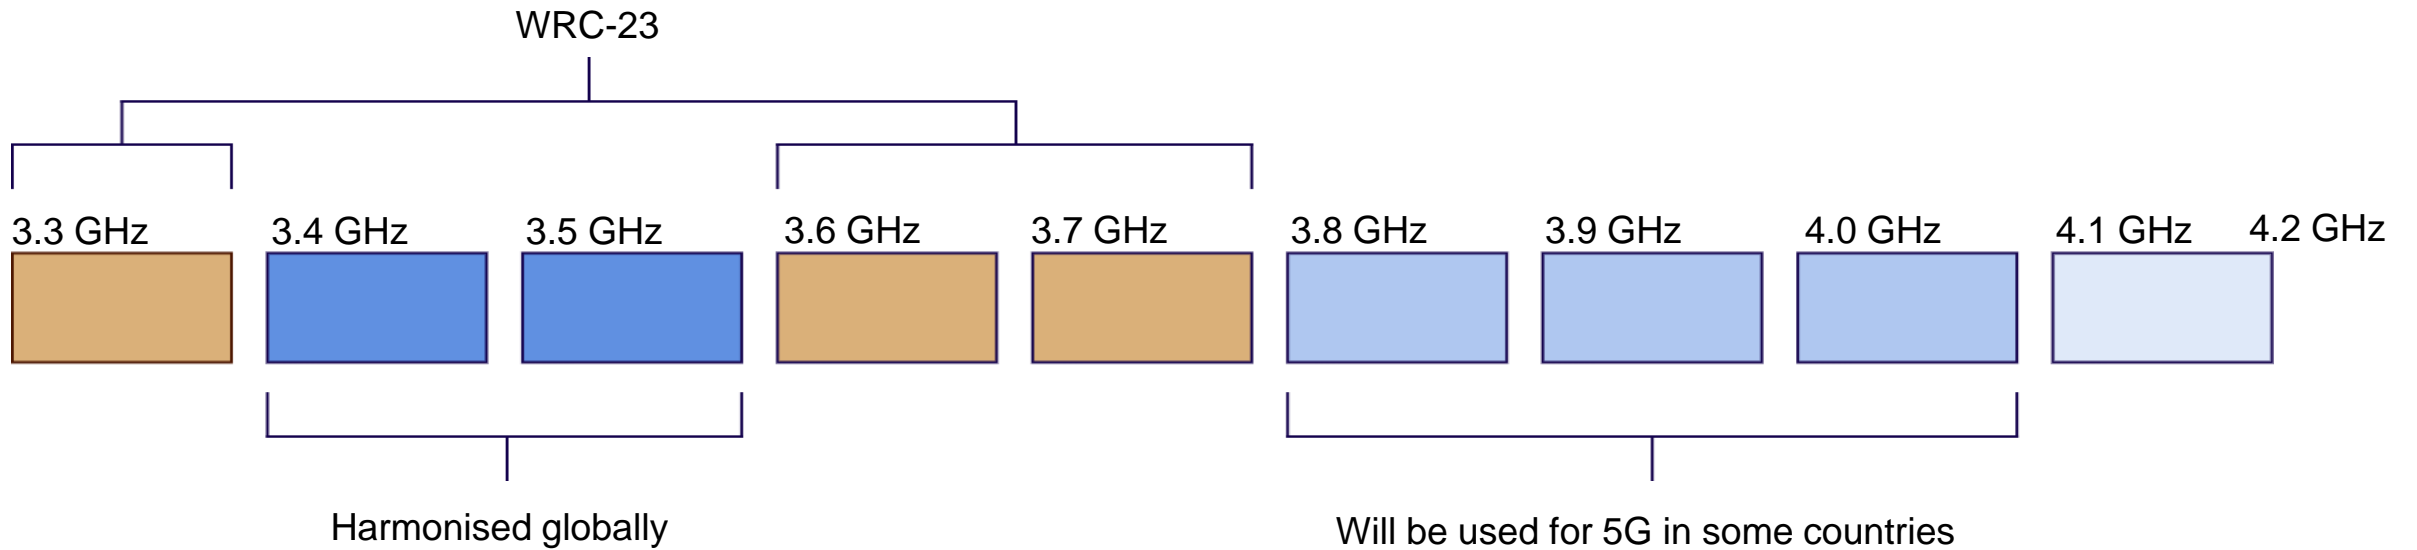 WRC-23
3.3 GHz 3.4 GHz 3.5 GHz 3.6 GHz 3.7 GHz 3.8 GHz 3.9 GHz 4.0 GHz 4.1 GHz 4.2 GHz
Harmonised globally
Will be used for 5G in some countries